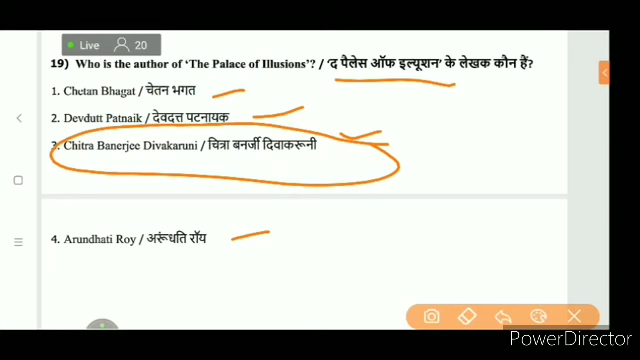 Live 20
19) Who is the author of ‘The Palace of Illusions’? / ‘द पैलेस ऑफ इल्यूशन’ के लेखक कौन हैं?
1. Chetan Bhagat / चेतन भगत
2. Devdutt Patnaik / देवदत्त पटनायक
3. Chitra Banerjee Divakaruni / चित्रा बनर्जी दिवाकरूनी
4. Arundhati Roy / अरूंधति रॉय
PowerDirector